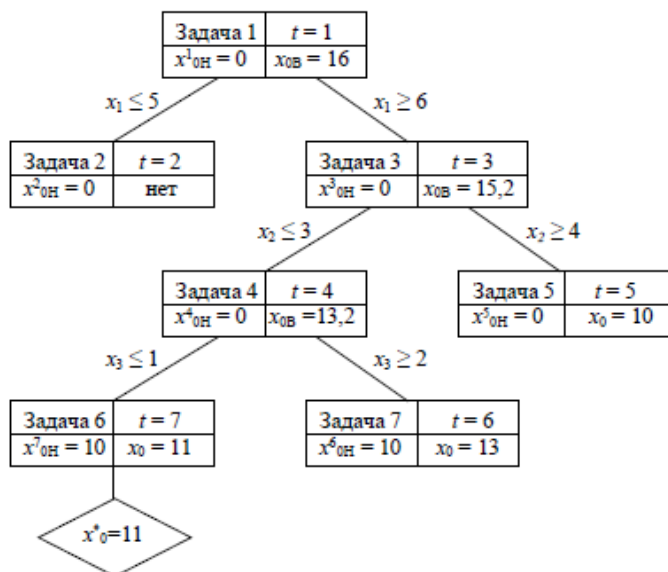 Задача 1 t = 1
x¹₀Н = 0 x₀В = 16
x₁ ≤ 5 x₁ ≥ 6
Задача 2 t = 2 Задача 3 t = 3
x²₀Н = 0 нет x³₀Н = 0 x₀В = 15,2
x₂ ≤ 3 x₂ ≥ 4
Задача 4 t = 4 Задача 5 t = 5
x⁴₀Н = 0 x₀В =13,2 x⁵₀Н = 0 x₀ = 10
x₃ ≤ 1 x₃ ≥ 2
Задача 6 t = 7 Задача 7 t = 6
x⁷₀Н = 10 x₀ = 11 x⁶₀Н = 10 x₀ = 13
x*₀=11